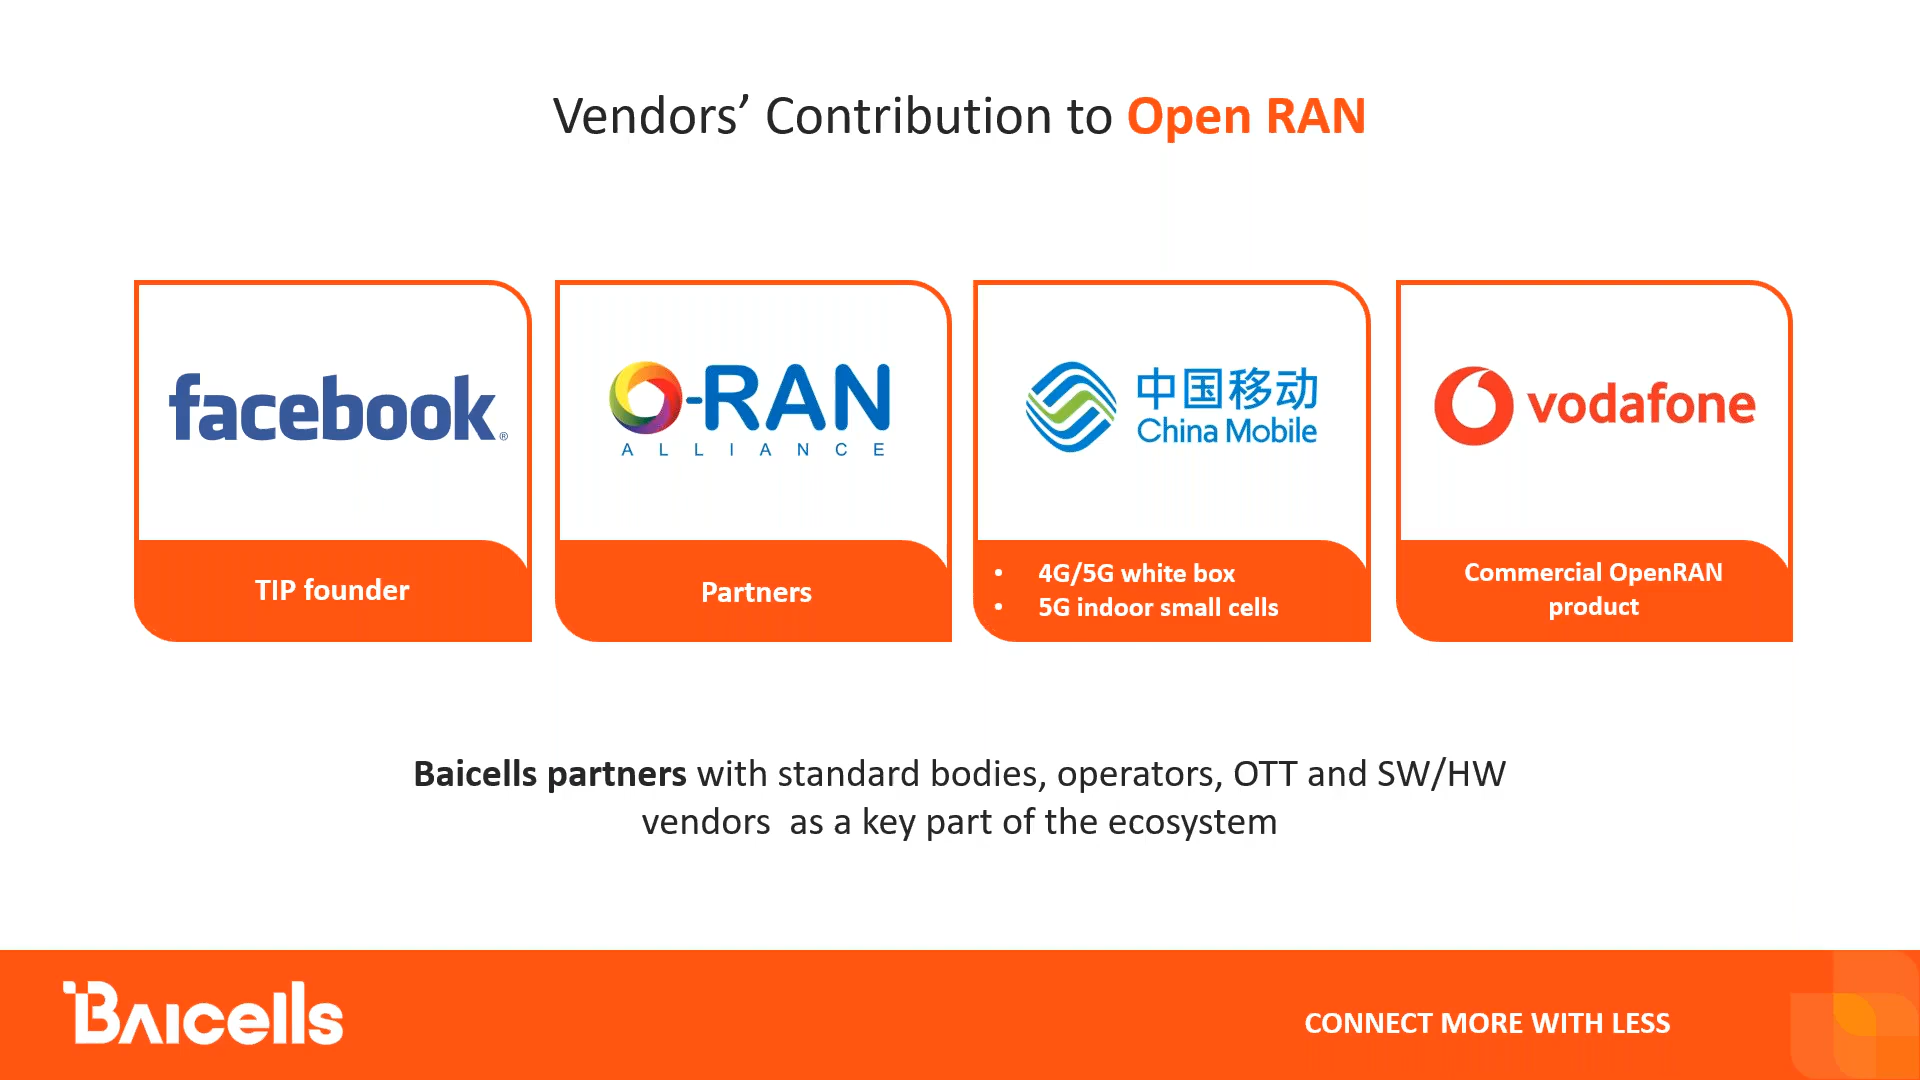 Vendors’ Contribution to Open RAN
facebook®
TIP founder
O-RAN
ALLIANCE
Partners
中国移动
China Mobile
• 4G/5G white box
• 5G indoor small cells
vodafone
Commercial OpenRAN
product
Baicells partners with standard bodies, operators, OTT and SW/HW
vendors as a key part of the ecosystem
BAICELLS
CONNECT MORE WITH LESS